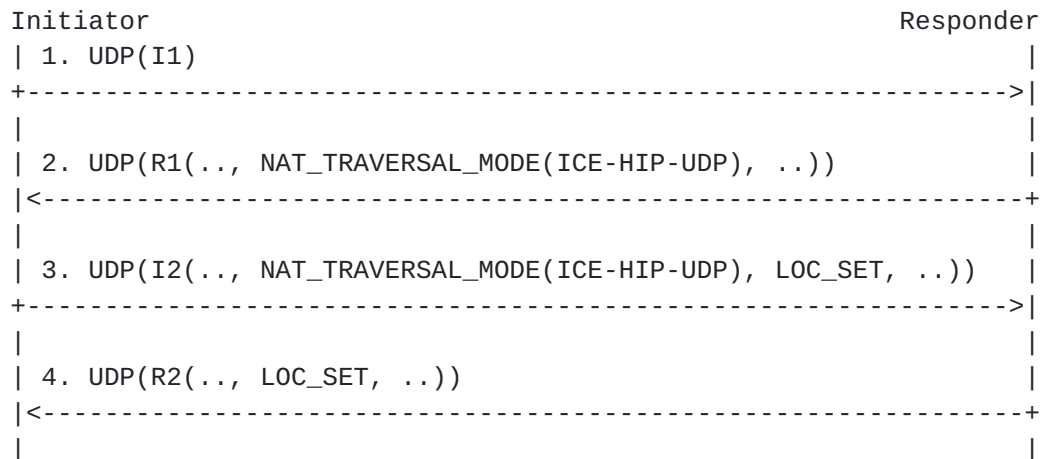 Initiator                                              Responder
| 1. UDP(I1)                                                   |
+------------------------------------------------------------->|
|                                                              |
| 2. UDP(R1(.., NAT_TRAVERSAL_MODE(ICE-HIP-UDP), ..))          |
|<-------------------------------------------------------------+
|                                                              |
| 3. UDP(I2(.., NAT_TRAVERSAL_MODE(ICE-HIP-UDP), LOC_SET, ..)) |
+------------------------------------------------------------->|
|                                                              |
| 4. UDP(R2(.., LOC_SET, ..))                                  |
|<-------------------------------------------------------------+
|                                                              |